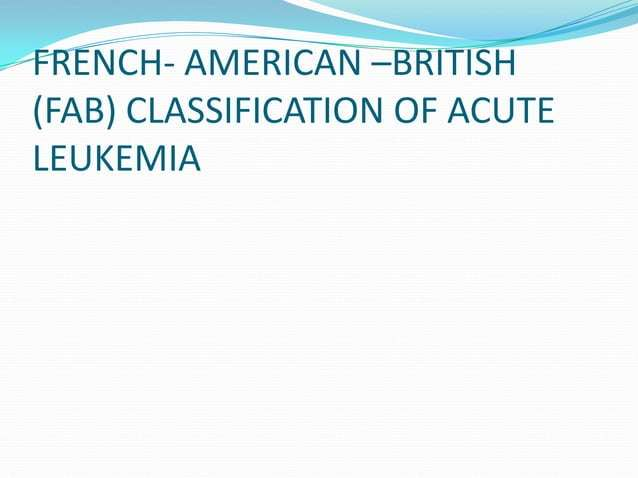 FRENCH- AMERICAN –BRITISH
(FAB) CLASSIFICATION OF ACUTE
LEUKEMIA